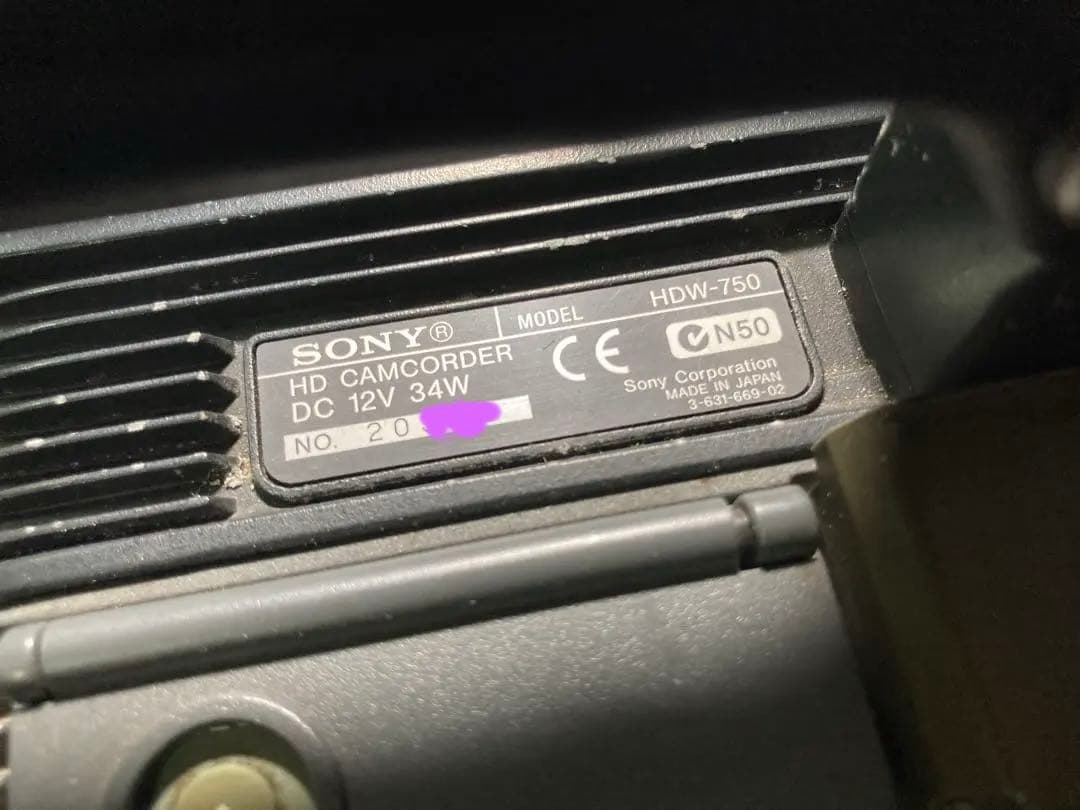 SONY® MODEL HDW-750
HD CAMCORDER
DC 12V 34W
NO. 20
CE N50
Sony Corporation
MADE IN JAPAN
3-631-669-02